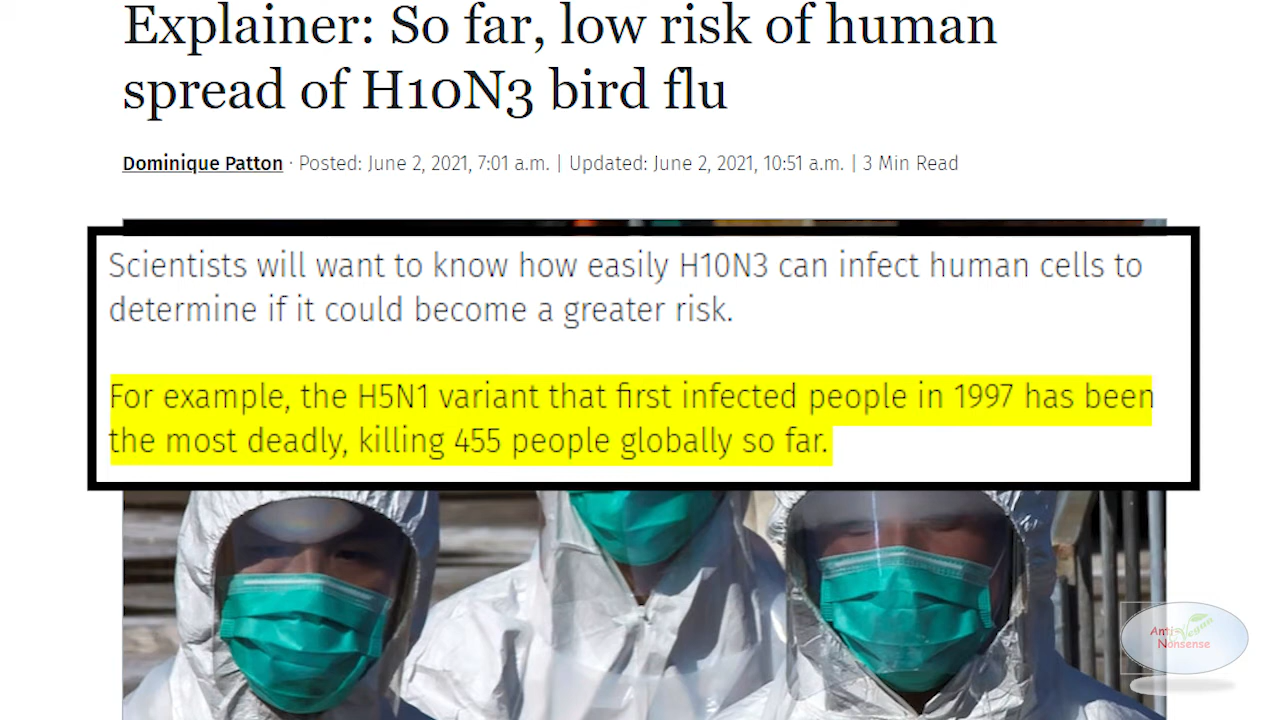 Explainer: So far, low risk of human
spread of H10N3 bird flu
Dominique Patton · Posted: June 2, 2021, 7:01 a.m. | Updated: June 2, 2021, 10:51 a.m. | 3 Min Read
Scientists will want to know how easily H10N3 can infect human cells to
determine if it could become a greater risk.
For example, the H5N1 variant that first infected people in 1997 has been
the most deadly, killing 455 people globally so far.
Anti Vegan
Nonsense